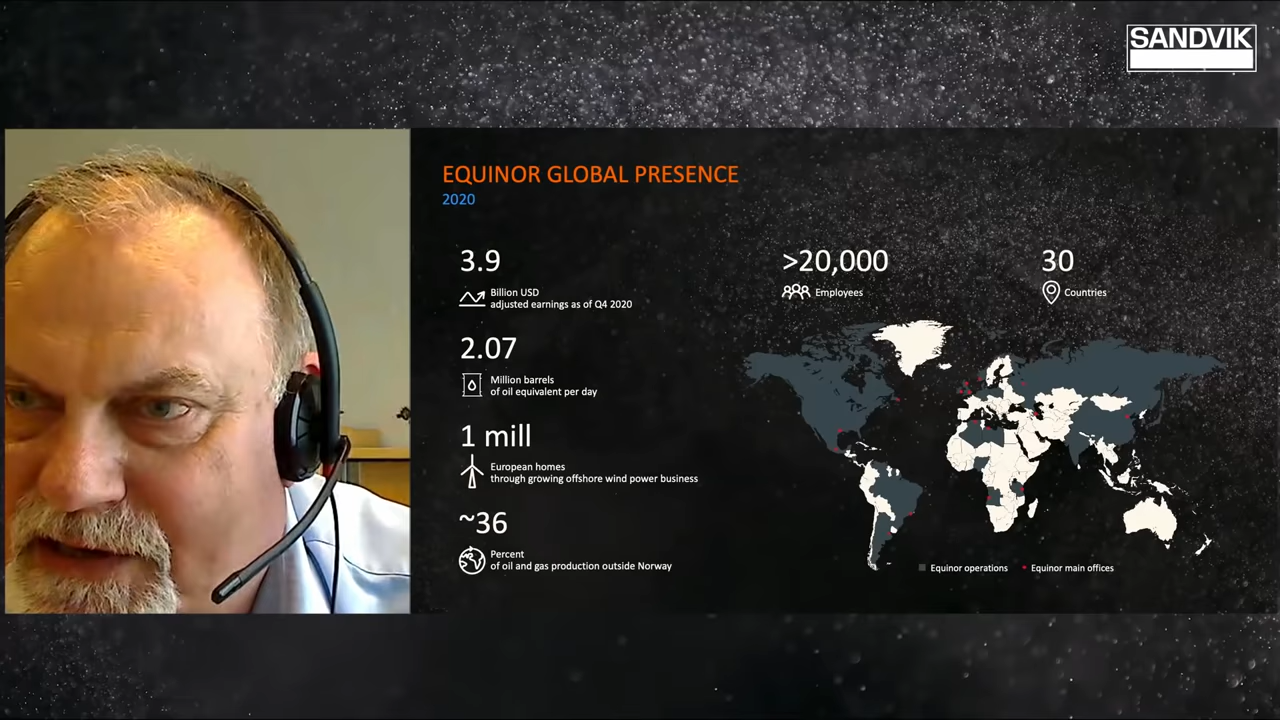 SANDVIK
EQUINOR GLOBAL PRESENCE
2020
3.9
Billion USD
adjusted earnings as of Q4 2020
2.07
Million barrels
of oil equivalent per day
1 mill
European homes
through growing offshore wind power business
~36
Percent
of oil and gas production outside Norway
>20,000
Employees
30
Countries
Equinor operations
Equinor main offices